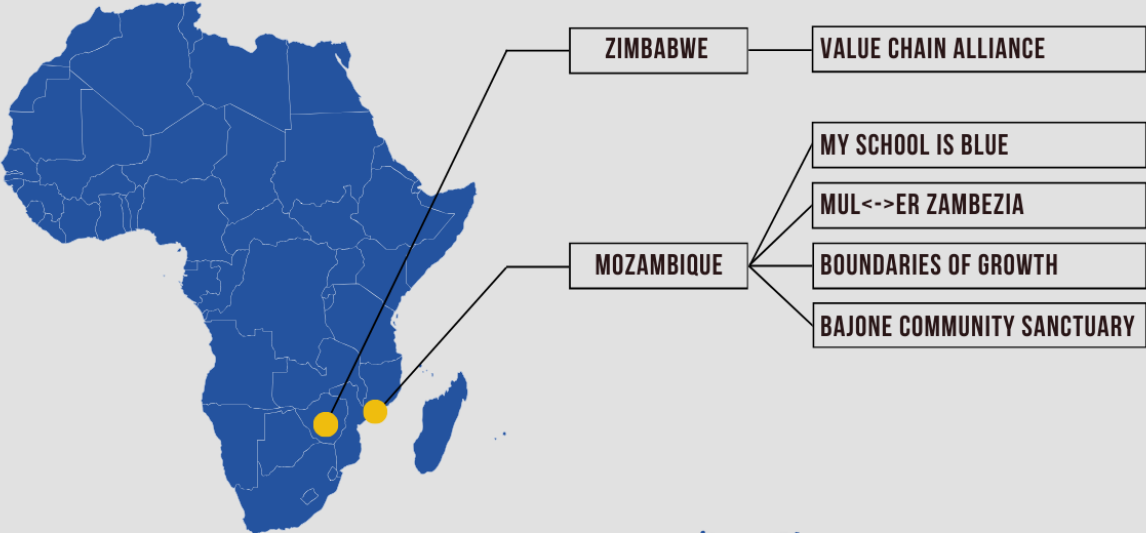 ZIMBABWE
VALUE CHAIN ALLIANCE
MY SCHOOL IS BLUE
MUL<->ER ZAMBEZIA
MOZAMBIQUE
BOUNDARIES OF GROWTH
BAJONE COMMUNITY SANCTUARY